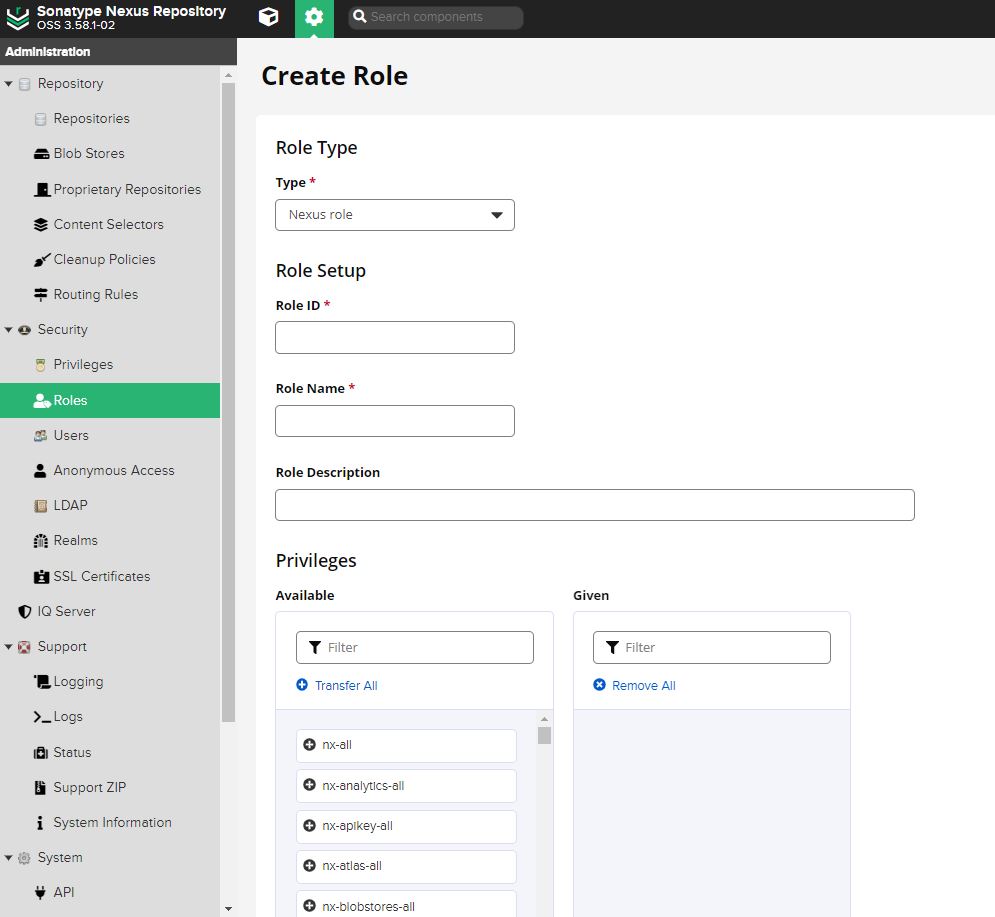 Sonatype Nexus Repository
OSS 3.58.1-02
Search components
Administration
Repository
Repositories
Blob Stores
Proprietary Repositories
Content Selectors
Cleanup Policies
Routing Rules
Security
Privileges
Roles
Users
Anonymous Access
LDAP
Realms
SSL Certificates
IQ Server
Support
Logging
Logs
Status
Support ZIP
System Information
System
API
Create Role
Role Type
Type *
Nexus role
Role Setup
Role ID *
Role Name *
Role Description
Privileges
Available
Filter
Transfer All
nx-all
nx-analytics-all
nx-apikey-all
nx-atlas-all
nx-blobstores-all
Given
Filter
Remove All